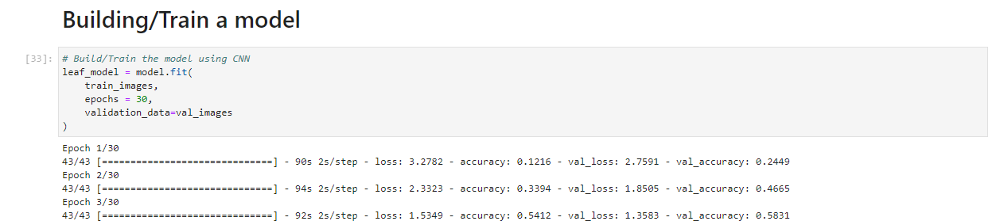 Building/Train a model
[33]: # Build/Train the model using CNN
leaf_model = model.fit(
    train_images,
    epochs = 30,
    validation_data=val_images
)
Epoch 1/30
43/43 [==============================] - 90s 2s/step - loss: 3.2782 - accuracy: 0.1216 - val_loss: 2.7591 - val_accuracy: 0.2449
Epoch 2/30
43/43 [==============================] - 94s 2s/step - loss: 2.3323 - accuracy: 0.3394 - val_loss: 1.8505 - val_accuracy: 0.4665
Epoch 3/30
43/43 [==============================] - 92s 2s/step - loss: 1.5349 - accuracy: 0.5412 - val_loss: 1.3583 - val_accuracy: 0.5831